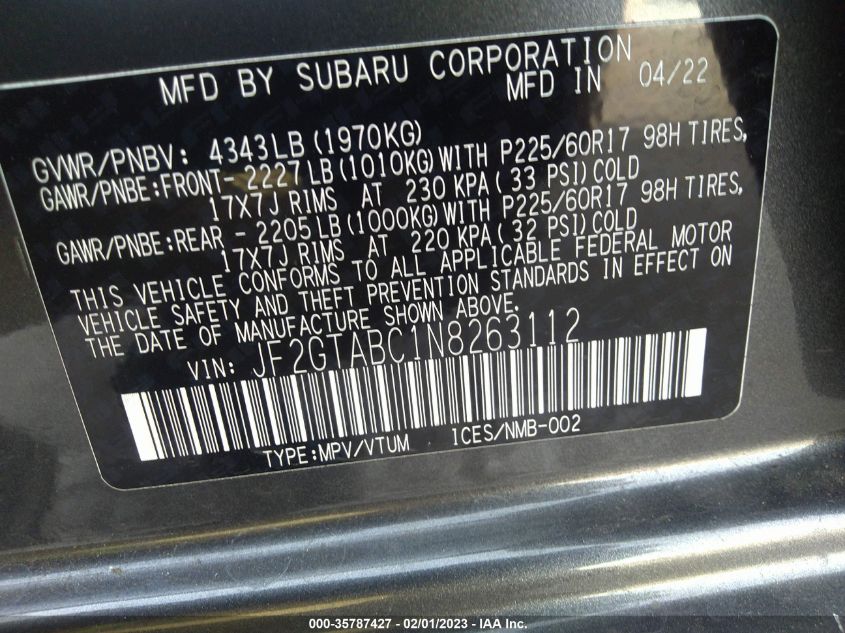 MFD BY SUBARU CORPORATION
MFD IN 04/22
GVWR/PNBV: 4343LB(1970KG)
GAWR/PNBE:FRONT- 2227LB(1010KG)WITH P225/60R17 98H TIRES,
17X7J RIMS AT 230 KPA( 33 PSI)COLD
GAWR/PNBE:REAR - 2205LB(1000KG)WITH P225/60R17 98H TIRES,
17X7J RIMS AT 220 KPA( 32 PSI)COLD
THIS VEHICLE CONFORMS TO ALL APPLICABLE FEDERAL MOTOR
VEHICLE SAFETY AND THEFT PREVENTION STANDARDS IN EFFECT ON
THE DATE OF MANUFACTURE SHOWN ABOVE.
VIN: JF2GTABC1N8263112
TYPE:MPV/VTUM ICES/NMB-002
000-35787427 - 02/01/2023 - IAA Inc.